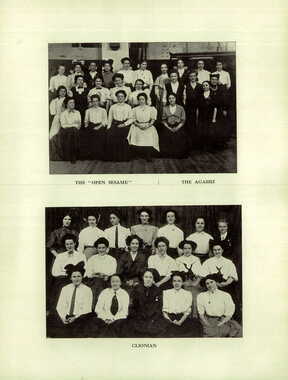 THE "OPEN SESAME" | THE AGASSIZ
CLIONIAN